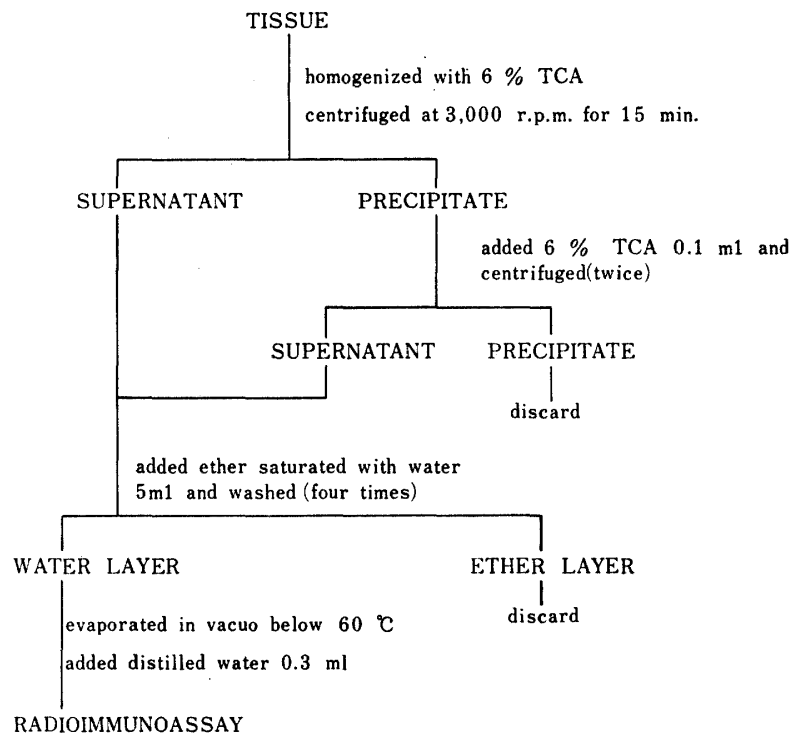 TISSUE
homogenized with 6 % TCA
centrifuged at 3,000 r.p.m. for 15 min.
SUPERNATANT PRECIPITATE
added 6 % TCA 0.1 ml and
centrifuged(twice)
SUPERNATANT PRECIPITATE
discard
added ether saturated with water
5ml and washed (four times)
WATER LAYER ETHER LAYER
discard
evaporated in vacuo below 60 ℃
added distilled water 0.3 ml
RADIOIMMUNOASSAY